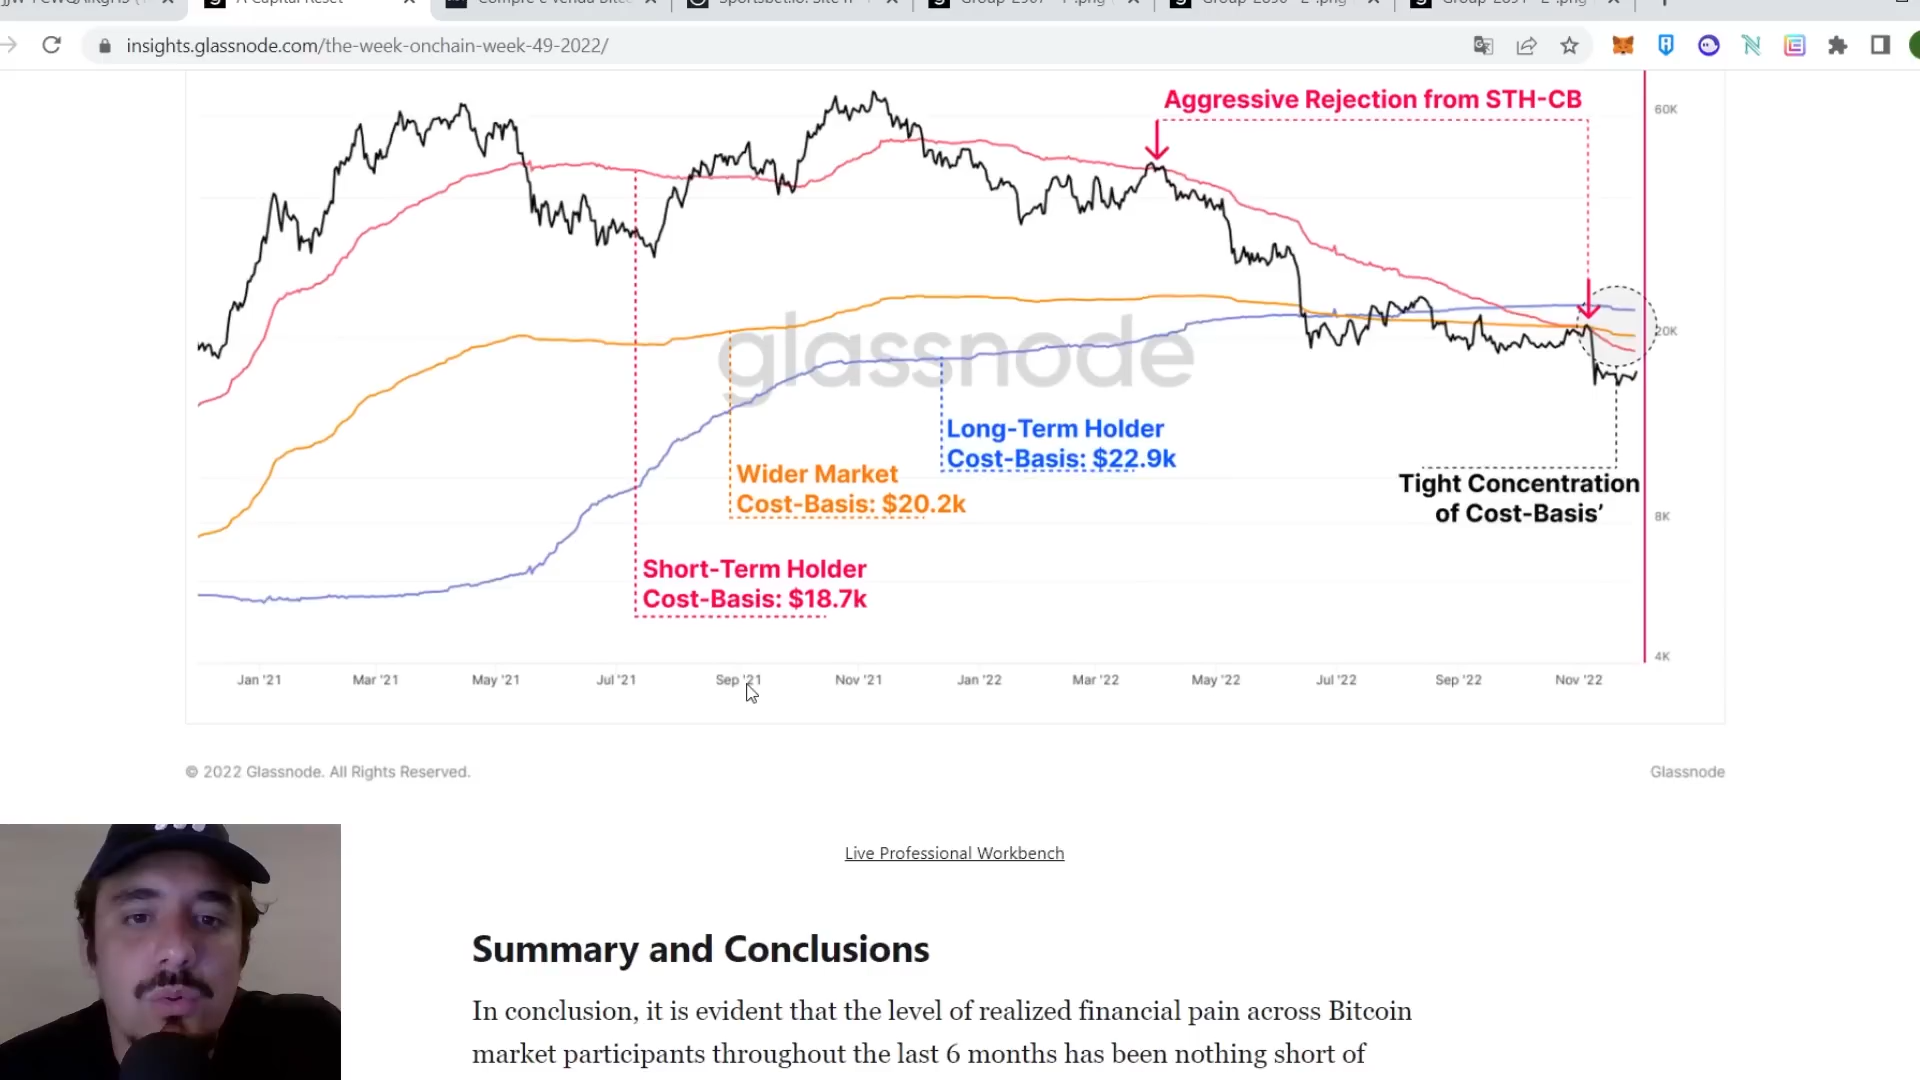 A Capital Reset
insights.glassnode.com/the-week-onchain-week-49-2022/
Aggressive Rejection from STH-CB
60K
glassnode
20K
Long-Term Holder
Cost-Basis: $22.9k
Wider Market
Cost-Basis: $20.2k
Tight Concentration
of Cost-Basis’
8K
Short-Term Holder
Cost-Basis: $18.7k
4K
Jan '21
Mar '21
May '21
Jul '21
Sep '21
Nov '21
Jan '22
Mar '22
May '22
Jul '22
Sep '22
Nov '22
© 2022 Glassnode. All Rights Reserved.
Glassnode
Live Professional Workbench
Summary and Conclusions
In conclusion, it is evident that the level of realized financial pain across Bitcoin
market participants throughout the last 6 months has been nothing short of